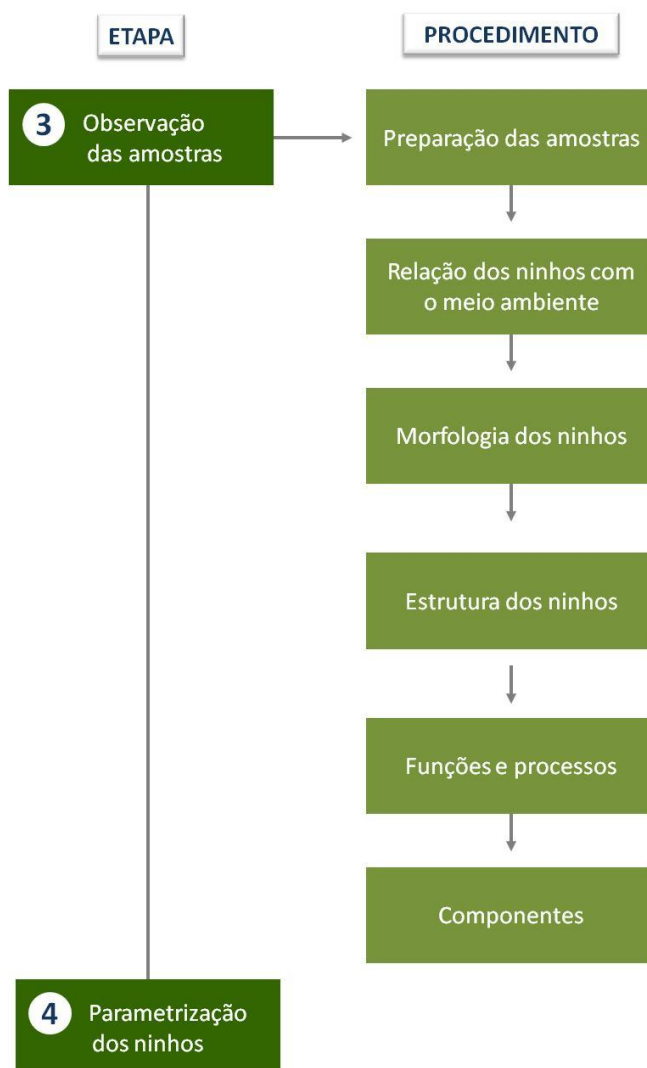 ETAPA
PROCEDIMENTO
3
Observação
das amostras
Preparação das amostras
Relação dos ninhos com
o meio ambiente
Morfologia dos ninhos
Estrutura dos ninhos
Funções e processos
Componentes
4
Parametrização
dos ninhos